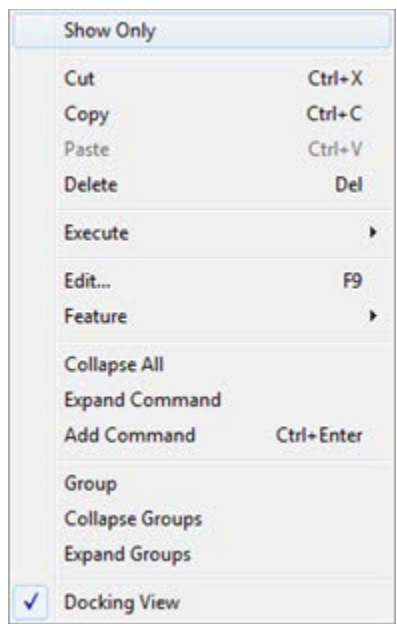 Show Only
Cut Ctrl+X
Copy Ctrl+C
Paste Ctrl+V
Delete Del
Execute
Edit... F9
Feature
Collapse All
Expand Command
Add Command Ctrl+Enter
Group
Collapse Groups
Expand Groups
Docking View